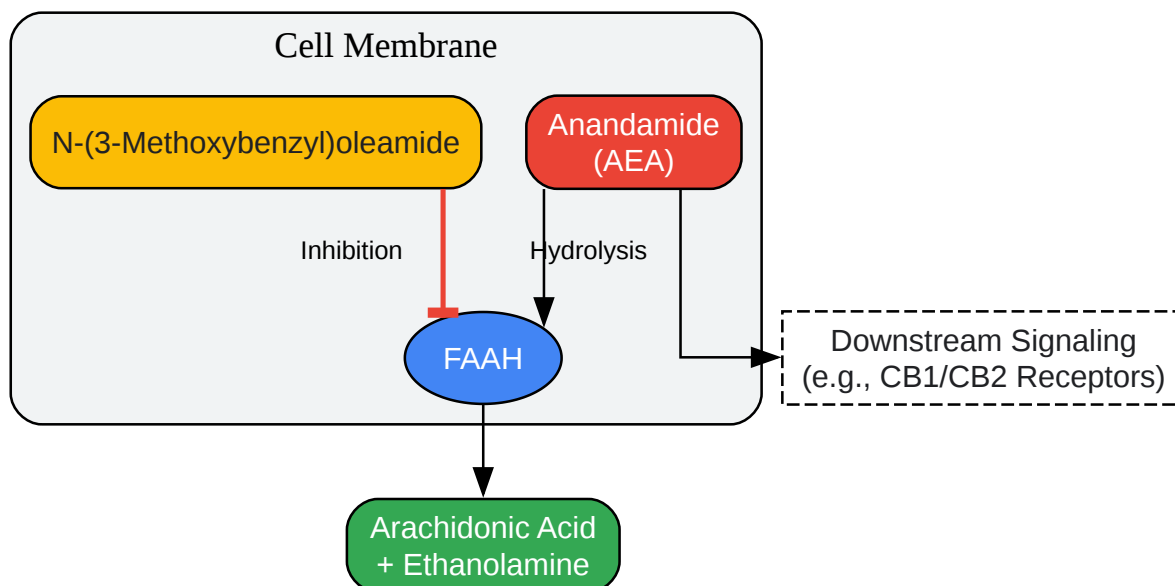 Cell Membrane
N-(3-Methoxybenzyl)oleamide
Anandamide
(AEA)
Inhibition
Hydrolysis
FAAH
Downstream Signaling
(e.g., CB1/CB2 Receptors)
Arachidonic Acid
+ Ethanolamine